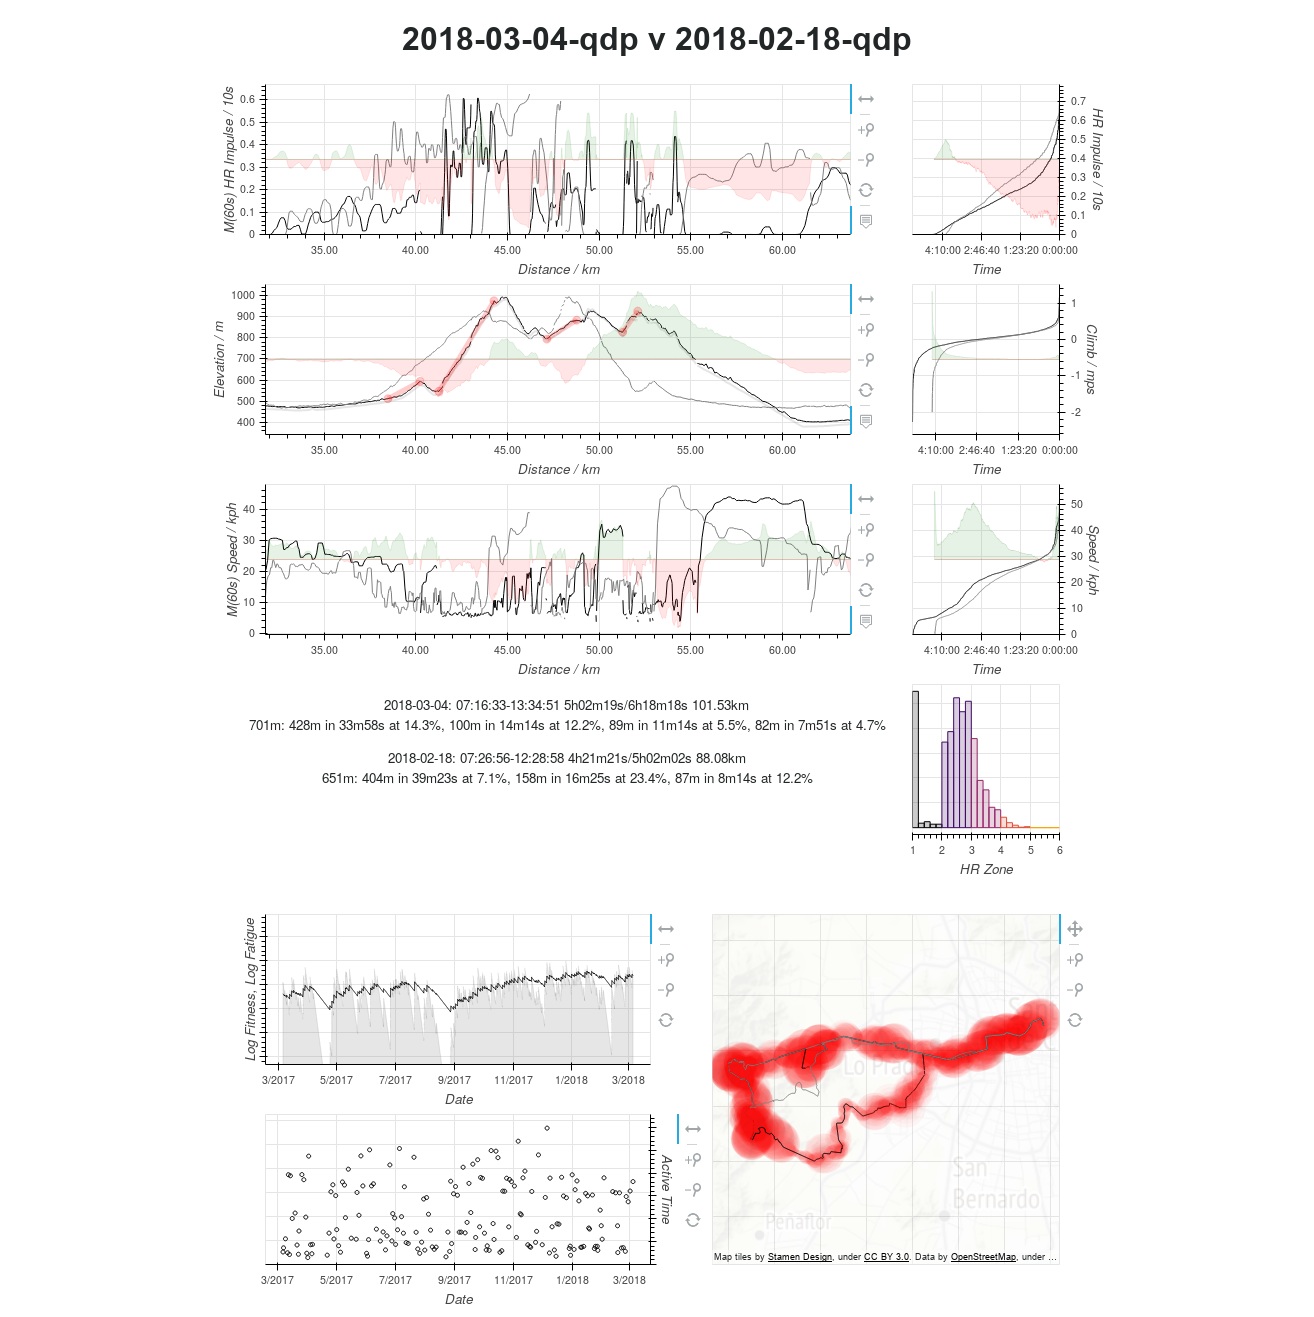 2018-03-04-qdp v 2018-02-18-qdp
M(60s) HR Impulse / 10s
0.6
0.5
0.4
0.3
0.2
0.1
0
35.00 40.00 45.00 50.00 55.00 60.00
Distance / km
0.7
0.6
0.5
0.4
0.3
0.2
0.1
0
HR Impulse / 10s
4:10:00 2:46:40 1:23:20 0:00:00
Time
Elevation / m
1000
900
800
700
600
500
400
35.00 40.00 45.00 50.00 55.00 60.00
Distance / km
1
0
-1
-2
Climb / mps
4:10:00 2:46:40 1:23:20 0:00:00
Time
M(60s) Speed / kph
40
30
20
10
0
35.00 40.00 45.00 50.00 55.00 60.00
Distance / km
50
40
30
20
10
0
Speed / kph
4:10:00 2:46:40 1:23:20 0:00:00
Time
2018-03-04: 07:16:33-13:34:51 5h02m19s/6h18m18s 101.53km
701m: 428m in 33m58s at 14.3%, 100m in 14m14s at 12.2%, 89m in 11m14s at 5.5%, 82m in 7m51s at 4.7%
2018-02-18: 07:26:56-12:28:58 4h21m21s/5h02m02s 88.08km
651m: 404m in 39m23s at 7.1%, 158m in 16m25s at 23.4%, 87m in 8m14s at 12.2%
1 2 3 4 5 6
HR Zone
Log Fitness, Log Fatigue
3/2017 5/2017 7/2017 9/2017 11/2017 1/2018 3/2018
Date
Active Time
3/2017 5/2017 7/2017 9/2017 11/2017 1/2018 3/2018
Date
Lo Prado
San
Bernardo
Peñaflor
Map tiles by Stamen Design, under CC BY 3.0. Data by OpenStreetMap, under ...